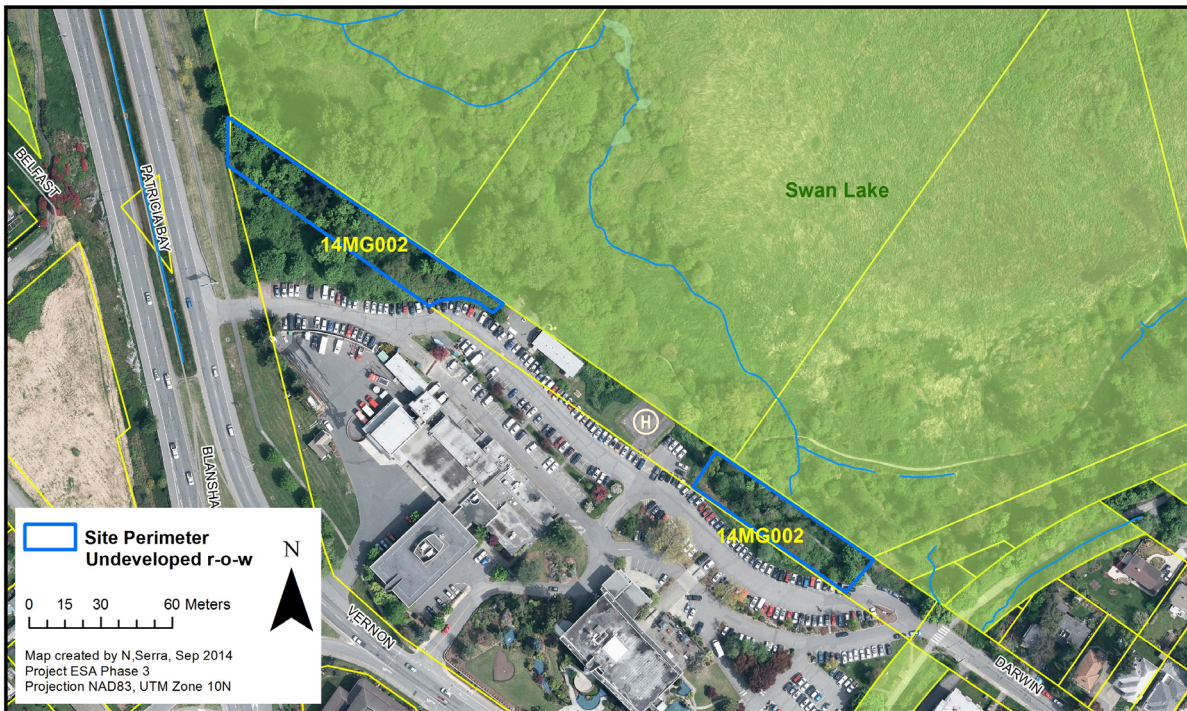 BELFAST
PATRICIA BAY
Swan Lake
14MG002
H
14MG002
BLANSHA
Site Perimeter
Undeveloped r-o-w
N
0 15 30 60 Meters
VERNON
Map created by N,Serra, Sep 2014
Project ESA Phase 3
Projection NAD83, UTM Zone 10N
DARWIN